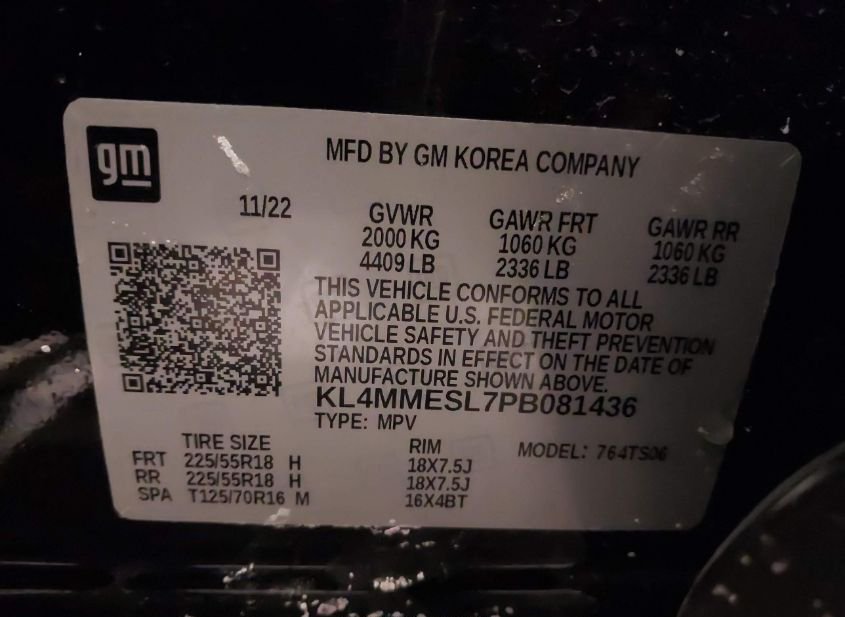 gm
MFD BY GM KOREA COMPANY
11/22 GVWR GAWR FRT GAWR RR
2000 KG 1060 KG 1060 KG
4409 LB 2336 LB 2336 LB
THIS VEHICLE CONFORMS TO ALL
APPLICABLE U.S. FEDERAL MOTOR
VEHICLE SAFETY AND THEFT PREVENTION
STANDARDS IN EFFECT ON THE DATE OF
MANUFACTURE SHOWN ABOVE.
KL4MMESL7PB081436
TYPE: MPV
TIRE SIZE RIM MODEL: 764TS06
FRT 225/55R18 H 18X7.5J
RR 225/55R18 H 18X7.5J
SPA T125/70R16 M 16X4BT